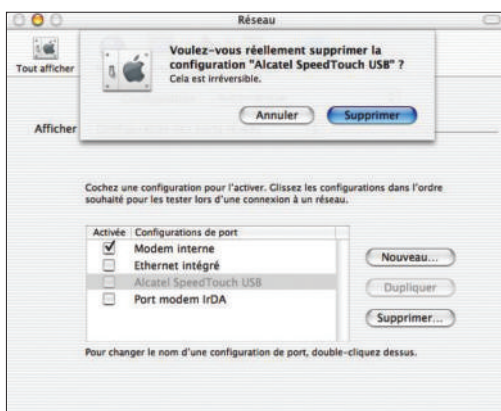 Réseau
Tout afficher
Voulez-vous réellement supprimer la
configuration "Alcatel SpeedTouch USB" ?
Cela est irréversible.
Annuler
Supprimer
Afficher
Cochez une configuration pour l'activer. Glissez les configurations dans l'ordre
souhaité pour les tester lors d'une connexion à un réseau.
Activée Configurations de port
Modem interne
Ethernet intégré
Alcatel SpeedTouch USB
Port modem IrDA
Nouveau...
Dupliquer
Supprimer...
Pour changer le nom d'une configuration de port, double-cliquez dessus.